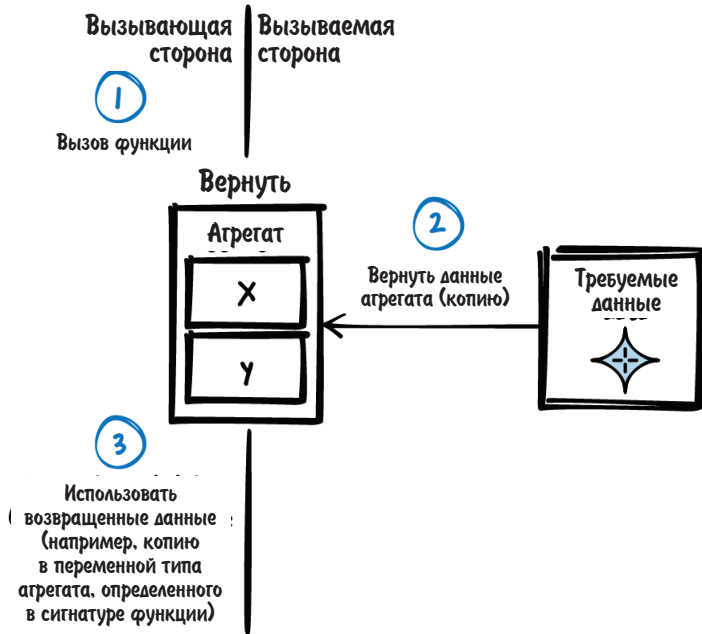 Вызывающая
сторона
Вызываемая
сторона
1
Вызов функции
Вернуть
Агрегат
X
y
2
Вернуть данные
агрегата (копию)
Требуемые
данные
3
Использовать
возвращенные данные
(например, копию
в переменной типа
агрегата, определенного
в сигнатуре функции)